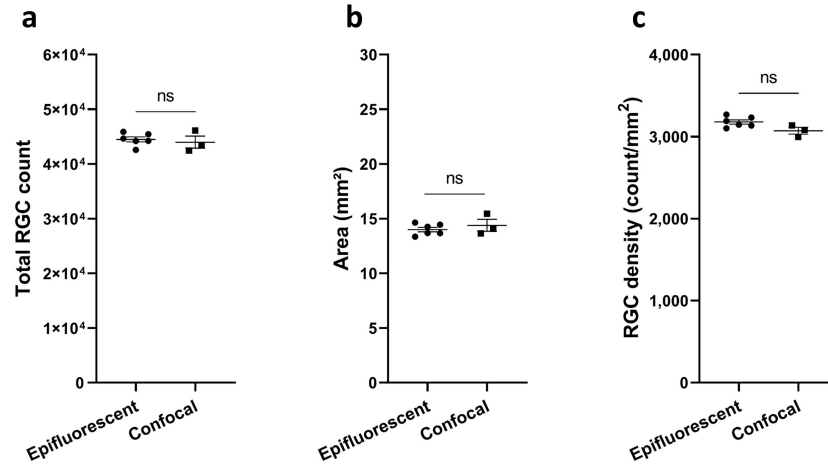 a
Total RGC count
6×10⁴
5×10⁴
4×10⁴
3×10⁴
2×10⁴
1×10⁴
0
ns
Epifluorescent
Confocal
b
Area (mm²)
30
25
20
15
10
5
0
ns
Epifluorescent
Confocal
c
RGC density (count/mm²)
4,000
3,000
2,000
1,000
0
ns
Epifluorescent
Confocal